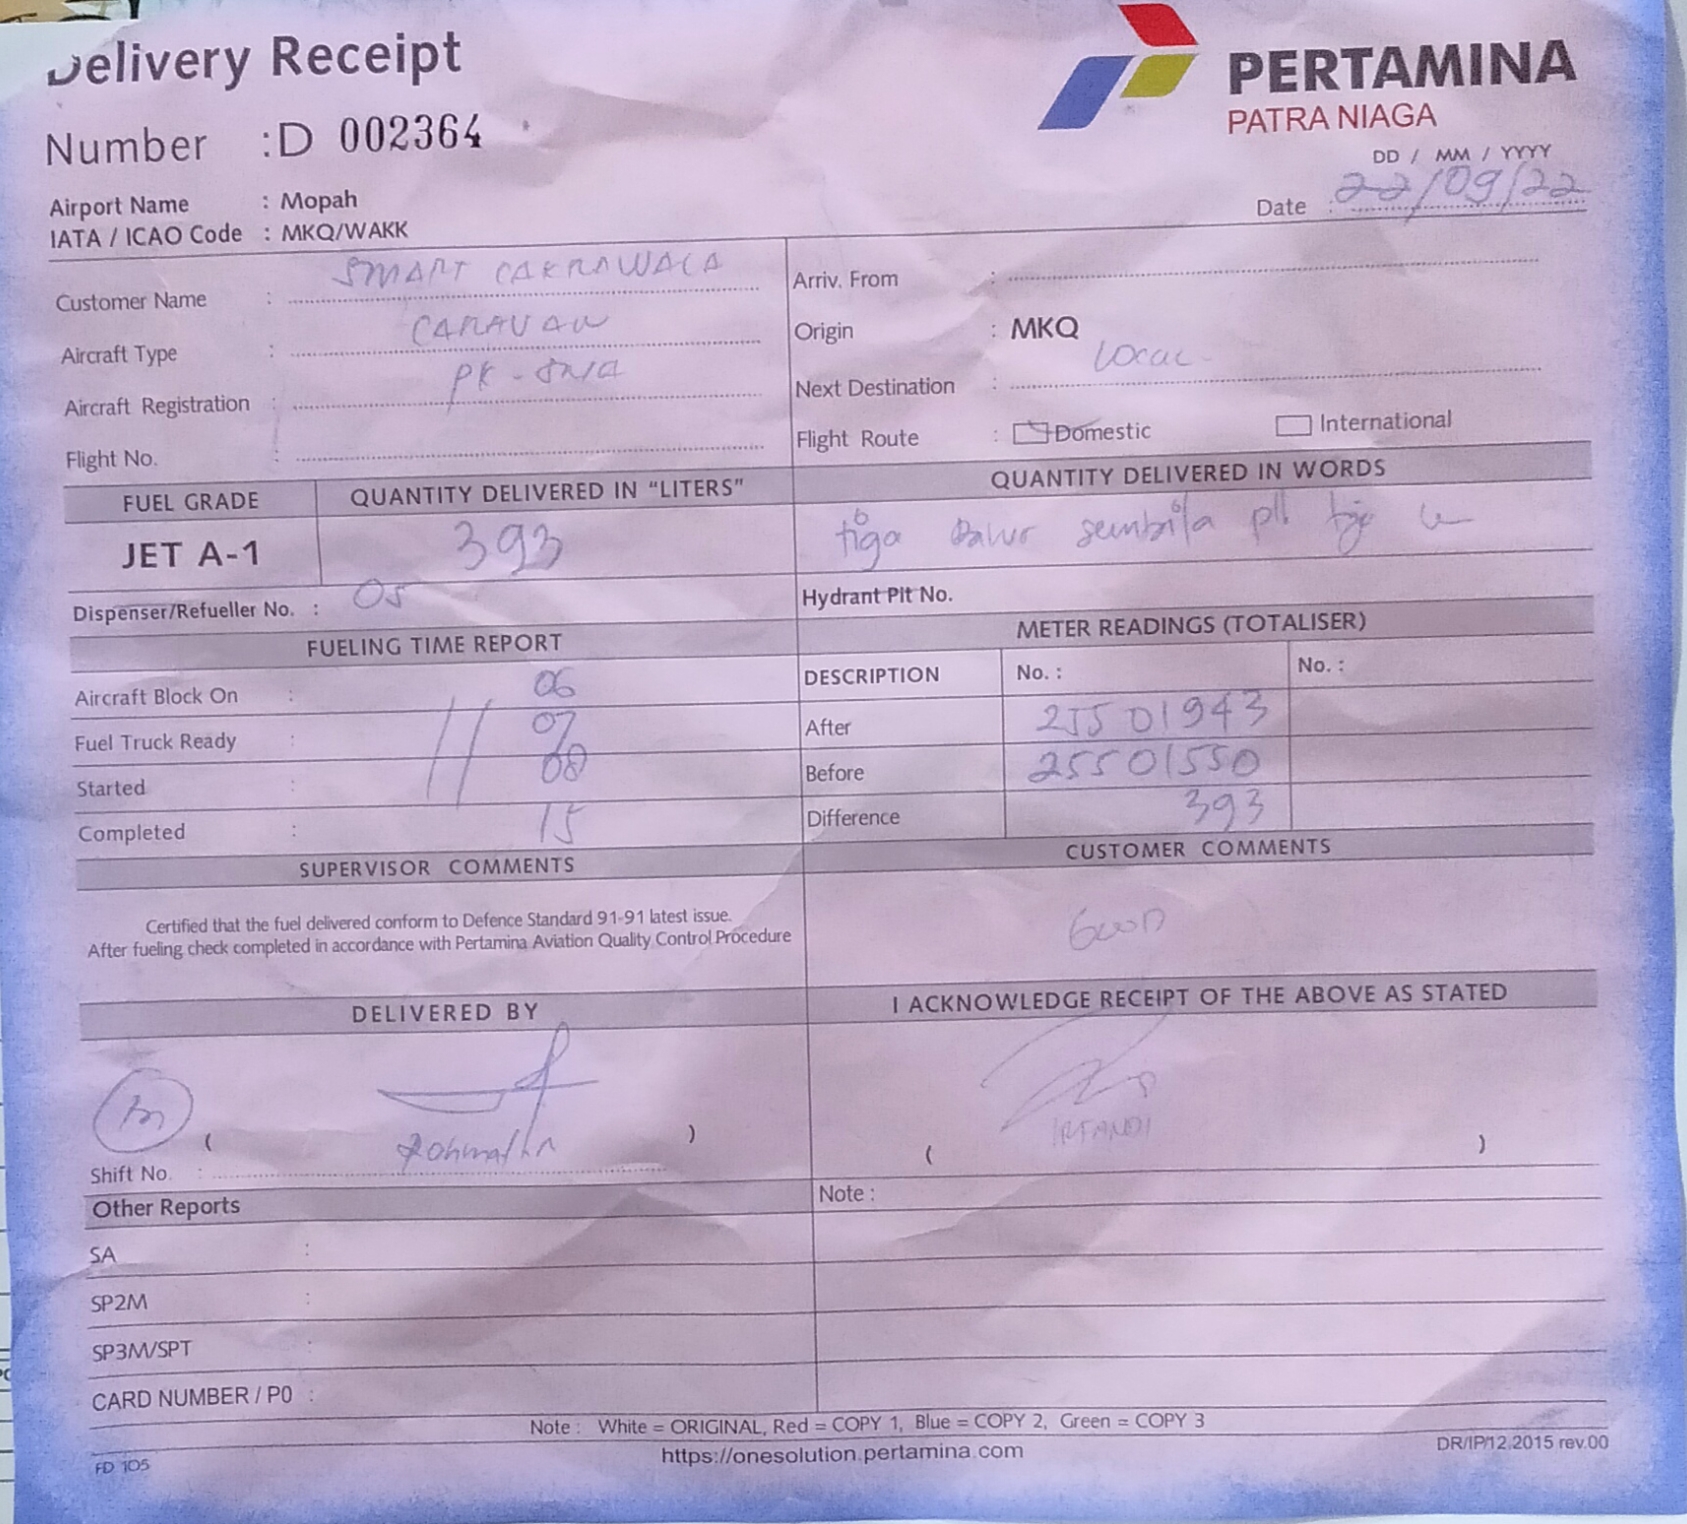 Delivery Receipt
PERTAMINA
PATRA NIAGA
Number : D 002364
DD / MM / YYYY
Date : 22/09/22
Airport Name : Mopah
IATA / ICAO Code : MKQ/WAKK
Customer Name : SMART CAKRAWALA
Aircraft Type : CARAVAN
Aircraft Registration : PK -
Flight No. :
Arriv. From :
Origin : MKQ
Next Destination : Local
Flight Route : Domestic International
FUEL GRADE QUANTITY DELIVERED IN "LITERS" QUANTITY DELIVERED IN WORDS
JET A-1 393 tiga sembila
Dispenser/Refueller No. : 05 Hydrant Pit No.
FUELING TIME REPORT METER READINGS (TOTALISER)
Aircraft Block On : 06
Fuel Truck Ready : 07
Started : 08
Completed : 15
DESCRIPTION No. : No. :
After 25501943
Before 25501550
Difference 393
SUPERVISOR COMMENTS CUSTOMER COMMENTS
Certified that the fuel delivered conform to Defence Standard 91-91 latest issue.
After fueling check completed in accordance with Pertamina Aviation Quality Control Procedure
GOOD
DELIVERED BY I ACKNOWLEDGE RECEIPT OF THE ABOVE AS STATED
( ) ( IRFANDI )
Shift No. :
Other Reports Note :
SA :
SP2M :
SP3M/SPT :
CARD NUMBER / P0 :
Note : White = ORIGINAL, Red = COPY 1, Blue = COPY 2, Green = COPY 3
https://onesolution.pertamina.com
FD 105
DR/IP/12.2015 rev.00